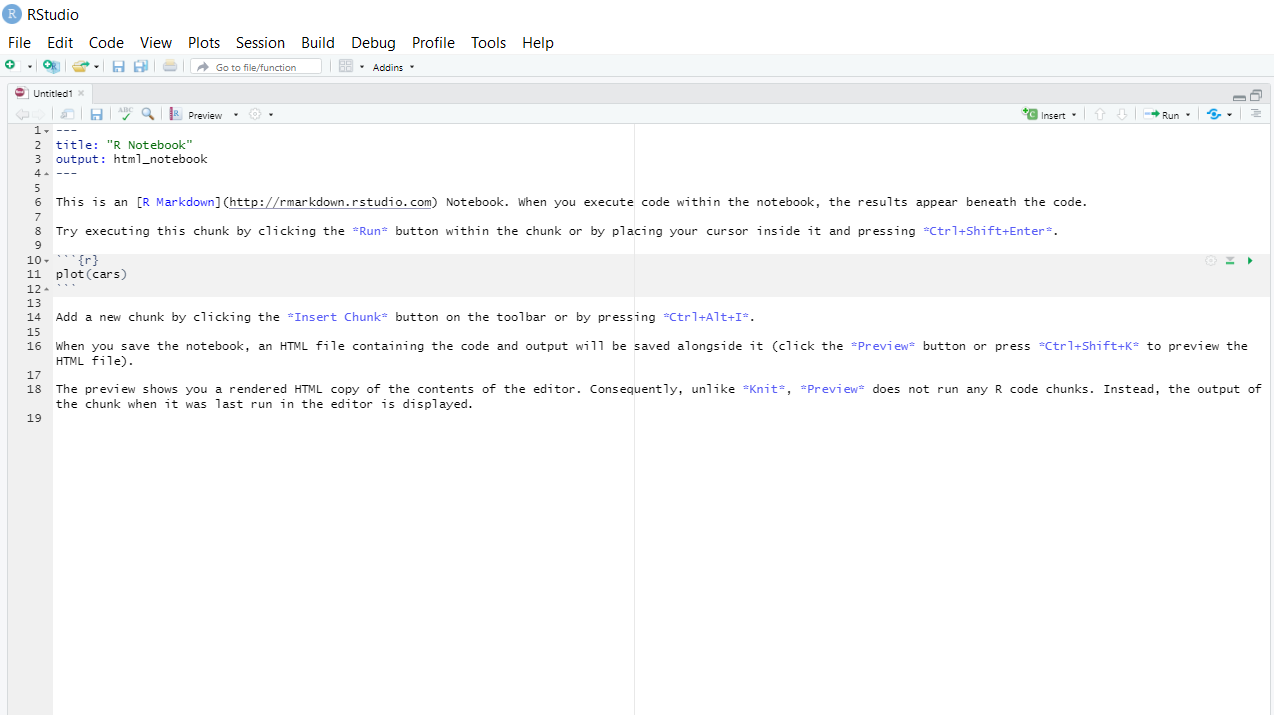 RStudio
File Edit Code View Plots Session Build Debug Profile Tools Help
Go to file/function Addins
Untitled1
ABC Preview Insert Run
1 ---
2 title: "R Notebook"
3 output: html_notebook
4 ---
5
6 This is an [R Markdown](http://rmarkdown.rstudio.com) Notebook. When you execute code within the notebook, the results appear beneath the code.
7
8 Try executing this chunk by clicking the *Run* button within the chunk or by placing your cursor inside it and pressing *Ctrl+Shift+Enter*.
9
10 ```{r}
11 plot(cars)
12 ```
13
14 Add a new chunk by clicking the *Insert Chunk* button on the toolbar or by pressing *Ctrl+Alt+I*.
15
16 When you save the notebook, an HTML file containing the code and output will be saved alongside it (click the *Preview* button or press *Ctrl+Shift+K* to preview the
HTML file).
17
18 The preview shows you a rendered HTML copy of the contents of the editor. Consequently, unlike *Knit*, *Preview* does not run any R code chunks. Instead, the output of
the chunk when it was last run in the editor is displayed.
19